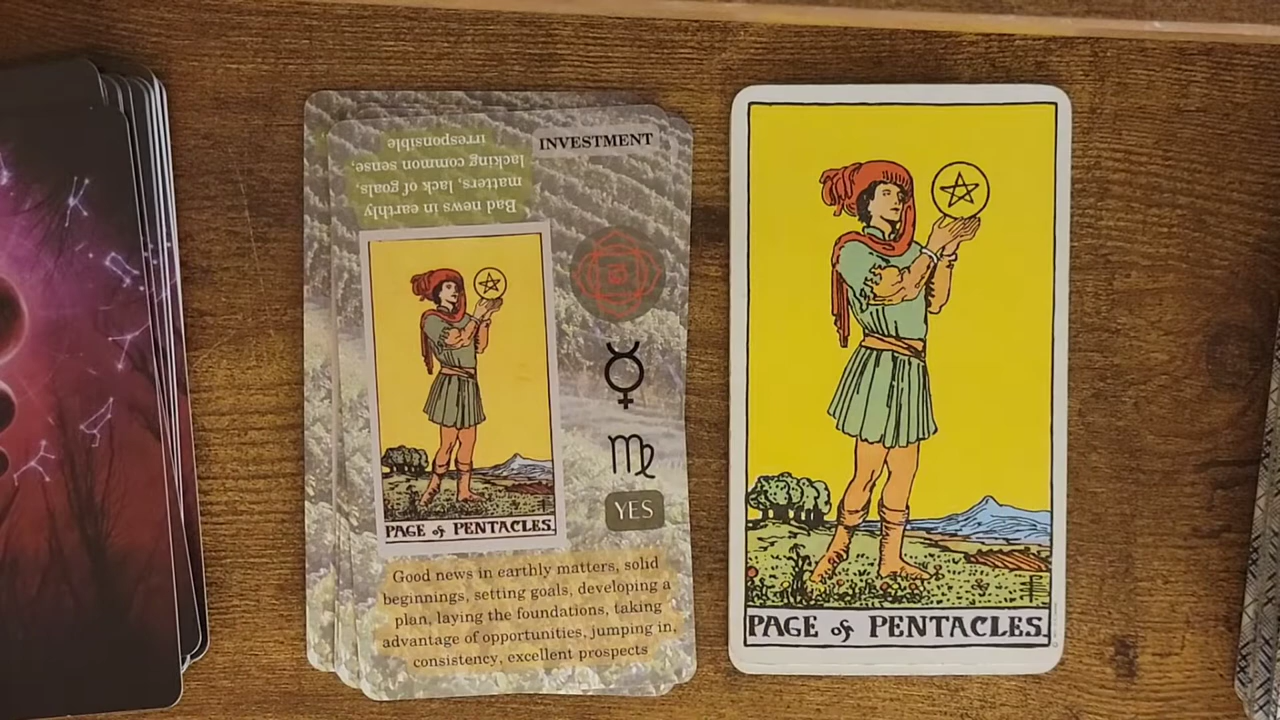 INVESTMENT
Bad news in earthly
matters, lack of goals,
lacking common sense,
irresponsible
PAGE of PENTACLES.
YES
Good news in earthly matters, solid
beginnings, setting goals, developing a
plan, laying the foundations, taking
advantage of opportunities, jumping in,
consistency, excellent prospects
PAGE of PENTACLES.